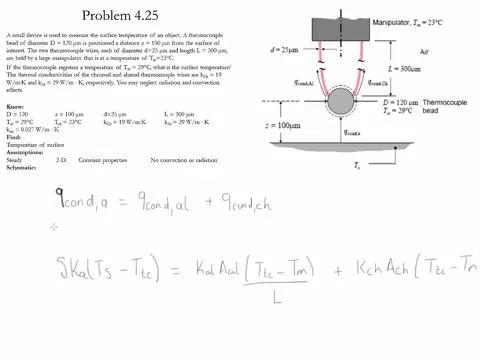 Problem 4.25
A small device is used to measure the surface temperature of an object. A thermocouple
bead of diameter D = 120 μm is positioned a distance z = 100 μm from the surface of
interest. The two thermocouple wires, each of diameter d=25 μm and length L = 300 μm,
are held by a large manipulator that is at a temperature of Tm=23°C.
If the thermocouple registers a temperature of Ttc = 29°C, what is the surface temperature?
The thermal conductivities of the chromel and alumel thermocouple wires are kCh = 19
W/m·K and kAl = 29 W/m · K, respectively. You may neglect radiation and convection
effects.
Know:
D = 120 z = 100 μm d=25 μm L = 300 μm
Ttc = 29°C Tm = 23°C kCh = 19 W/m·K kAl = 29 W/m·K
kair = 0.027 W/m · K
Find:
Temperature of surface
Assumptions:
Steady 2-D Constant properties No convection or radiation
Schematic:
Manipulator, Tm = 23°C
d = 25μm
Air
qcond,Al
qcond,Ch
L = 300μm
D = 120 μm Thermocouple
Ttc = 29°C bead
z = 100μm
qcond,a
Ts
qcond,a = qcond,al + qcond,ch
SKa(Ts − Ttc) = Kal Aal (Ttc − Tm) / L + Kch Ach (Ttc − Tm